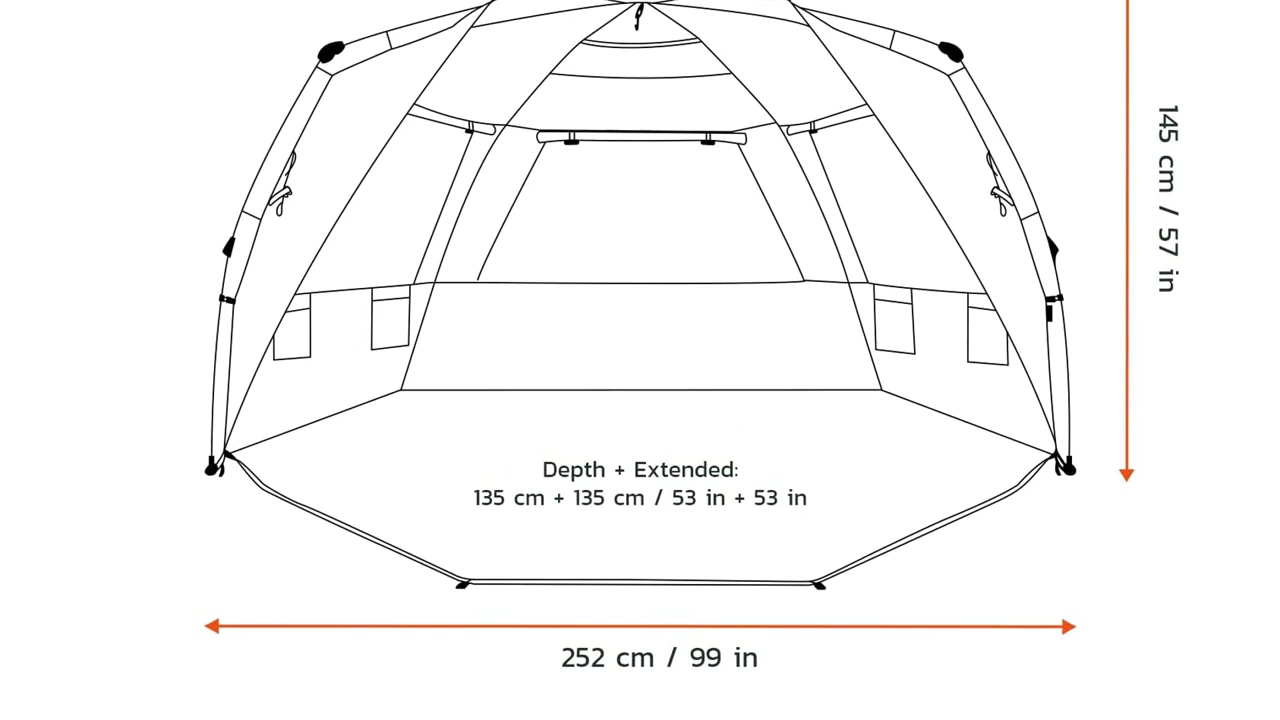 145 cm / 57 in
Depth + Extended:
135 cm + 135 cm / 53 in + 53 in
252 cm / 99 in